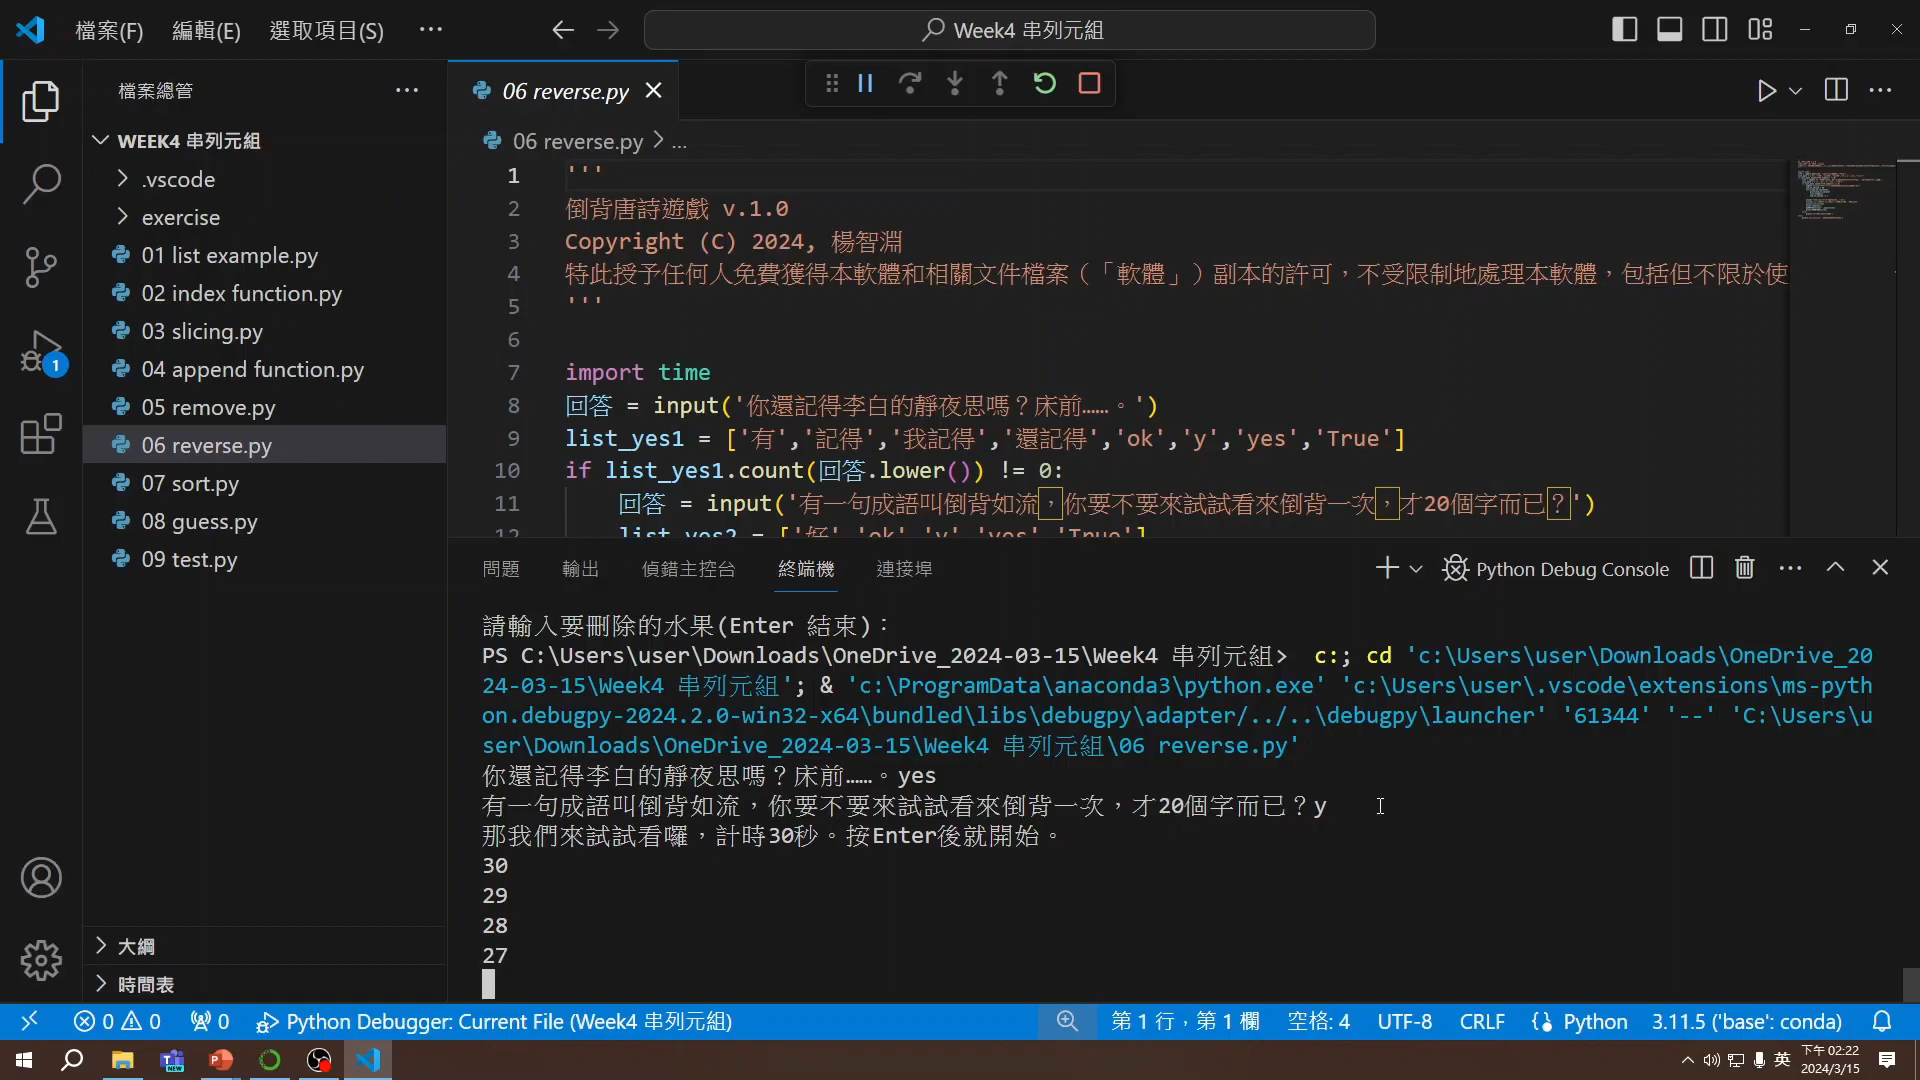 檔案(F) 編輯(E) 選取項目(S) ··· Week4 串列元組
檔案總管 ···
06 reverse.py
WEEK4 串列元組
.vscode
exercise
01 list example.py
02 index function.py
03 slicing.py
04 append function.py
05 remove.py
06 reverse.py
07 sort.py
08 guess.py
09 test.py
大綱
時間表
1
06 reverse.py > ...
1 '''
2 倒背唐詩遊戲 v.1.0
3 Copyright (C) 2024, 楊智淵
4 特此授予任何人免費獲得本軟體和相關文件檔案（「軟體」）副本的許可，不受限制地處理本軟體，包括但不限於使
5 '''
6
7 import time
8 回答 = input('你還記得李白的靜夜思嗎？床前……。')
9 list_yes1 = ['有','記得','我記得','還記得','ok','y','yes','True']
10 if list_yes1.count(回答.lower()) != 0:
11 回答 = input('有一句成語叫倒背如流，你要不要來試試看來倒背一次，才20個字而已？')
12 list_yes2 = ['好','ok','y','yes','True']
問題 輸出 偵錯主控台 終端機 連接埠 Python Debug Console ···
請輸入要刪除的水果(Enter 結束)：
PS C:\Users\user\Downloads\OneDrive_2024-03-15\Week4 串列元組> c:; cd 'c:\Users\user\Downloads\OneDrive_20
24-03-15\Week4 串列元組'; & 'c:\ProgramData\anaconda3\python.exe' 'c:\Users\user\.vscode\extensions\ms-pyth
on.debugpy-2024.2.0-win32-x64\bundled\libs\debugpy\adapter/../..\debugpy\launcher' '61344' '--' 'C:\Users\u
ser\Downloads\OneDrive_2024-03-15\Week4 串列元組\06 reverse.py'
你還記得李白的靜夜思嗎？床前……。yes
有一句成語叫倒背如流，你要不要來試試看來倒背一次，才20個字而已？y
那我們來試試看囉，計時30秒。按Enter後就開始。
30
29
28
27
0 0 0 Python Debugger: Current File (Week4 串列元組) 第 1 行，第 1 欄 空格: 4 UTF-8 CRLF Python 3.11.5 ('base': conda)
英 下午 02:22
2024/3/15